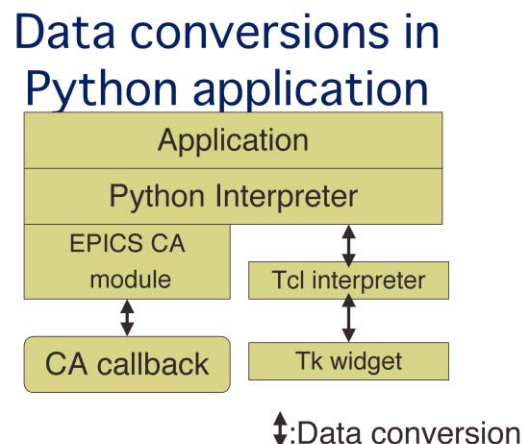 Data conversions in
Python application
Application
Python Interpreter
EPICS CA
module
Tcl interpreter
CA callback
Tk widget
:Data conversion